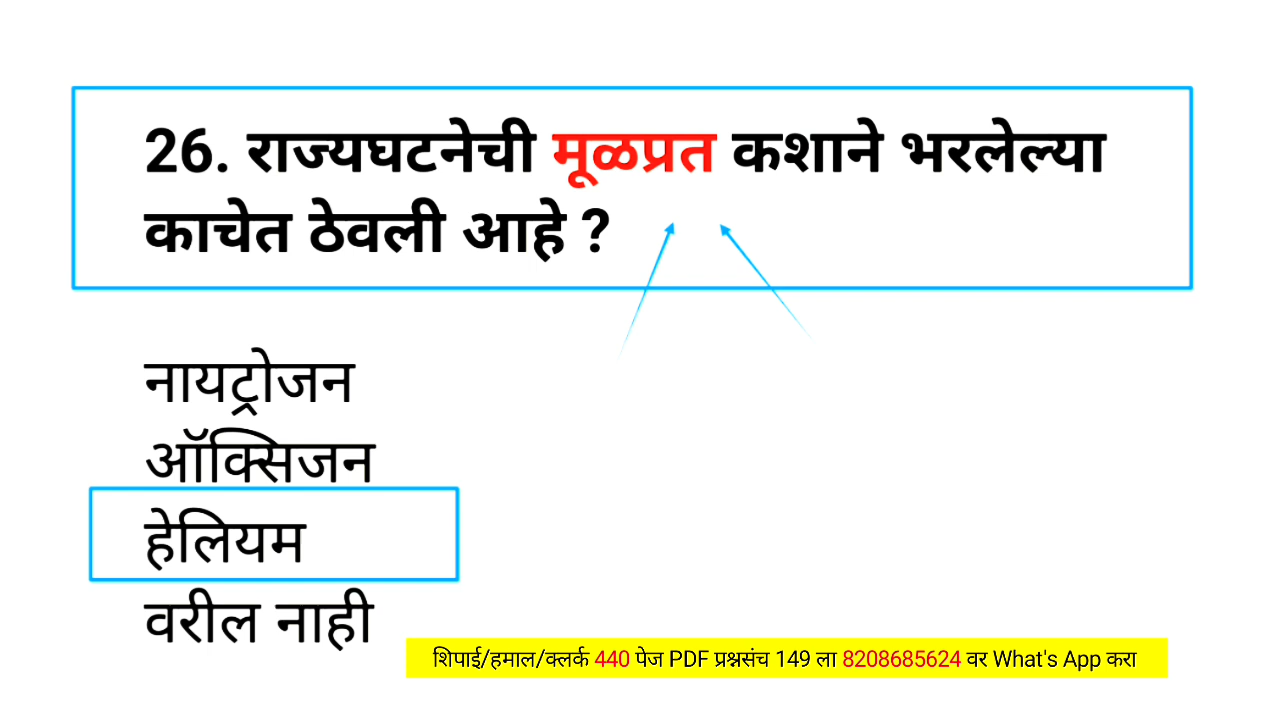 26. राज्यघटनेची मूळप्रत कशाने भरलेल्या
काचेत ठेवली आहे ?
नायट्रोजन
ऑक्सिजन
हेलियम
वरील नाही
शिपाई/हमाल/क्लर्क 440 पेज PDF प्रश्नसंच 149 ला 8208685624 वर What's App करा